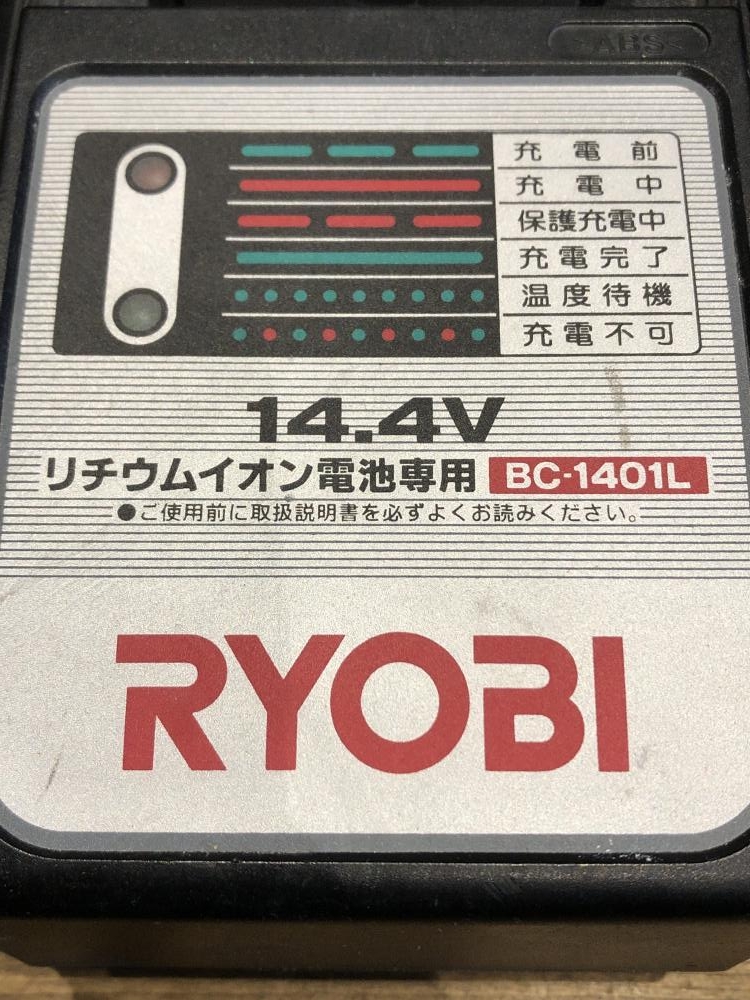 >ABS<
充電前
充電中
保護充電中
充電完了
温度待機
充電不可
14.4V
リチウムイオン電池専用 BC-1401L
●ご使用前に取扱説明書を必ずよくお読みください。
RYOBI